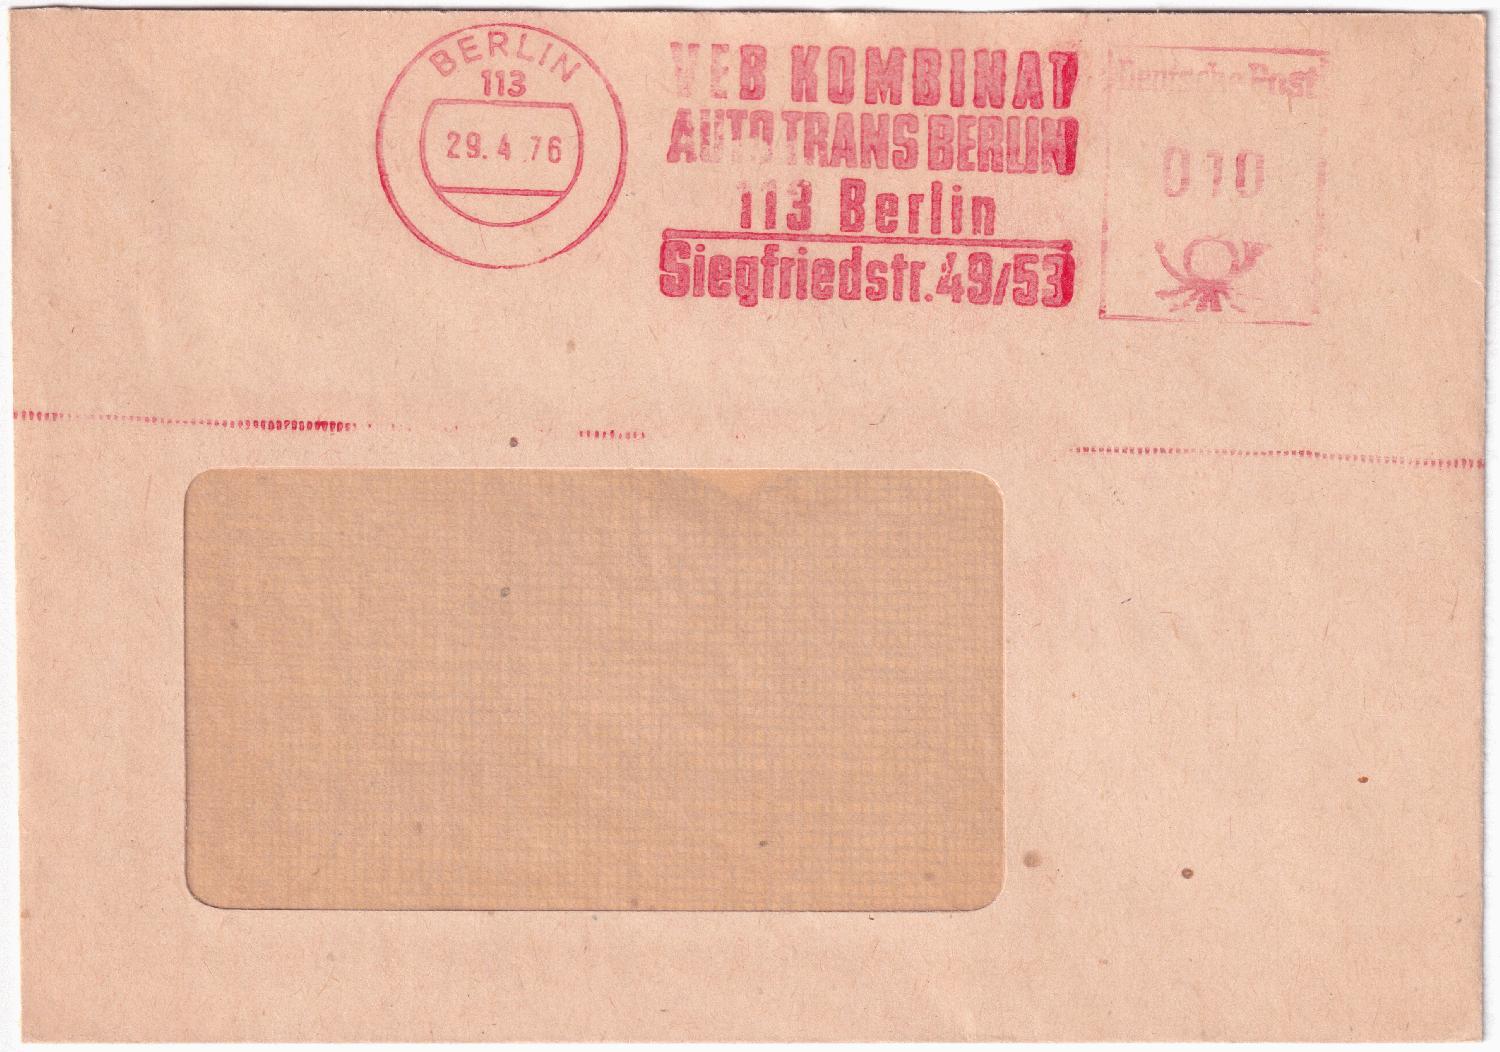 BERLIN
113
29.4.76
VEB KOMBINAT
AUTOTRANS BERLIN
113 Berlin
Siegfriedstr. 49/53
Deutsche Post
010